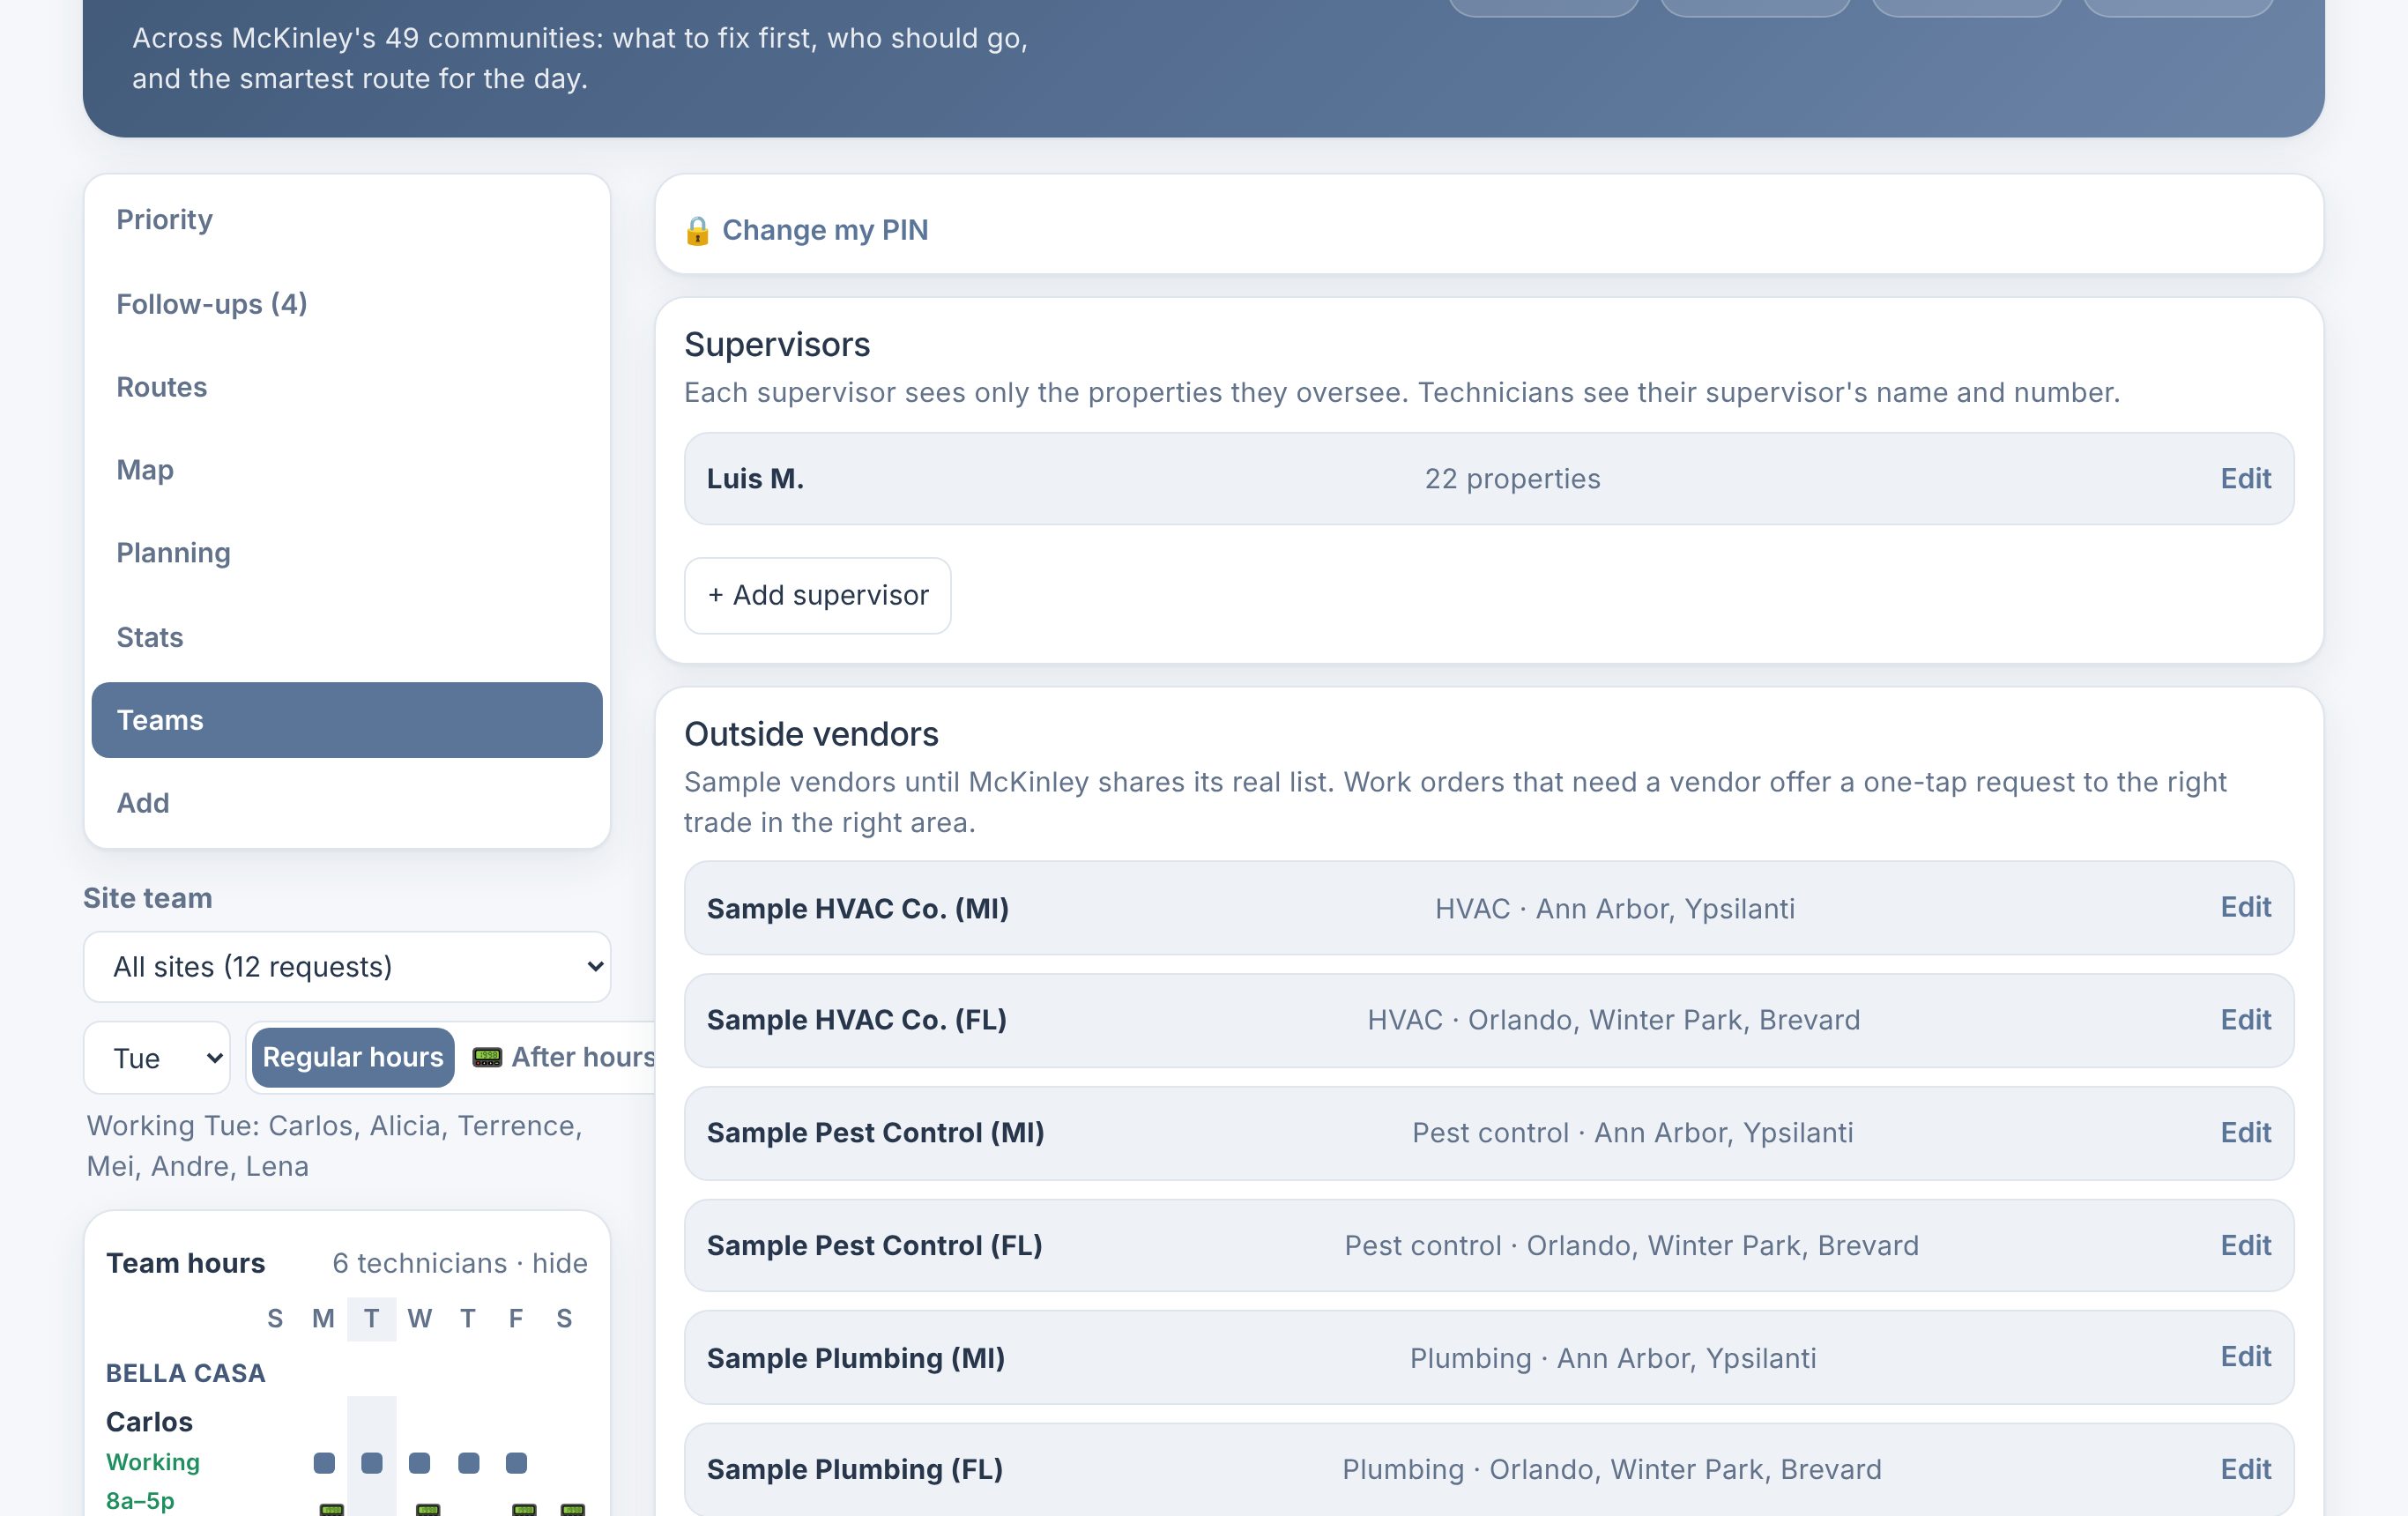 Across McKinley's 49 communities: what to fix first, who should go,
and the smartest route for the day.
Priority
Follow-ups (4)
Routes
Map
Planning
Stats
Teams
Add
Site team
All sites (12 requests)
Tue
Regular hours
After hours
Working Tue: Carlos, Alicia, Terrence,
Mei, Andre, Lena
Team hours 6 technicians · hide
S M T W T F S
BELLA CASA
Carlos
Working
8a–5p
Change my PIN
Supervisors
Each supervisor sees only the properties they oversee. Technicians see their supervisor's name and number.
Luis M. 22 properties Edit
+ Add supervisor
Outside vendors
Sample vendors until McKinley shares its real list. Work orders that need a vendor offer a one-tap request to the right
trade in the right area.
Sample HVAC Co. (MI) HVAC · Ann Arbor, Ypsilanti Edit
Sample HVAC Co. (FL) HVAC · Orlando, Winter Park, Brevard Edit
Sample Pest Control (MI) Pest control · Ann Arbor, Ypsilanti Edit
Sample Pest Control (FL) Pest control · Orlando, Winter Park, Brevard Edit
Sample Plumbing (MI) Plumbing · Ann Arbor, Ypsilanti Edit
Sample Plumbing (FL) Plumbing · Orlando, Winter Park, Brevard Edit